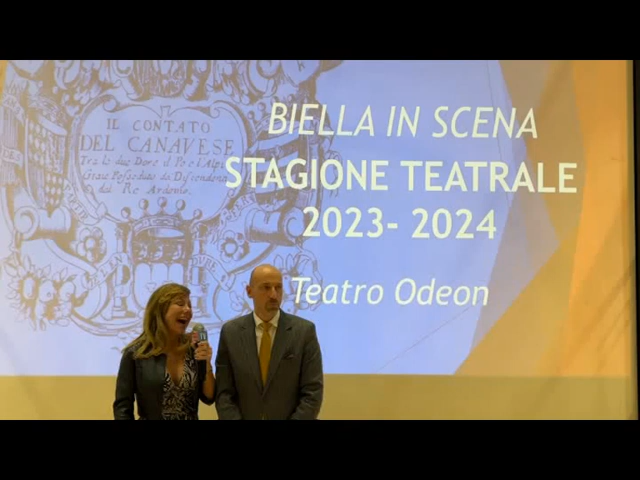 IL CONTATO
DEL CANAVESE
BIELLA IN SCENA
STAGIONE TEATRALE
2023- 2024
Teatro Odeon